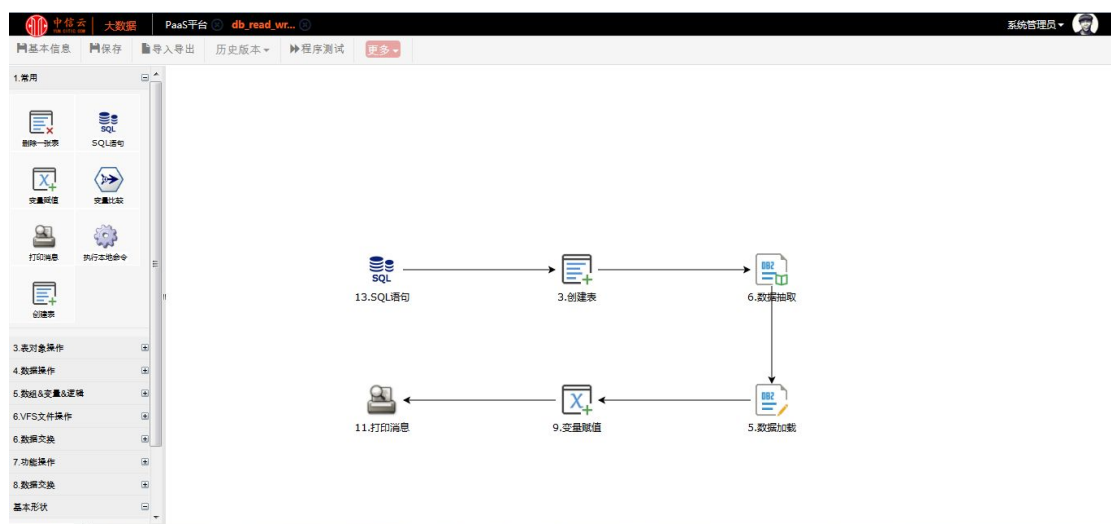 中信云 大数据 PaaS平台 db_read_wr... 系统管理员
基本信息 保存 导入导出 历史版本 程序测试 更多
1.常用
删除一张表 SQL语句
变量赋值 变量比较
打印消息 执行本地命令
创建表
3.表对象操作
4.数据操作
5.数组&变量&逻辑
6.VFS文件操作
6.数据交换
7.功能操作
8.数据交换
基本形状
13.SQL语句 3.创建表 6.数据抽取
11.打印消息 9.变量赋值 5.数据加载